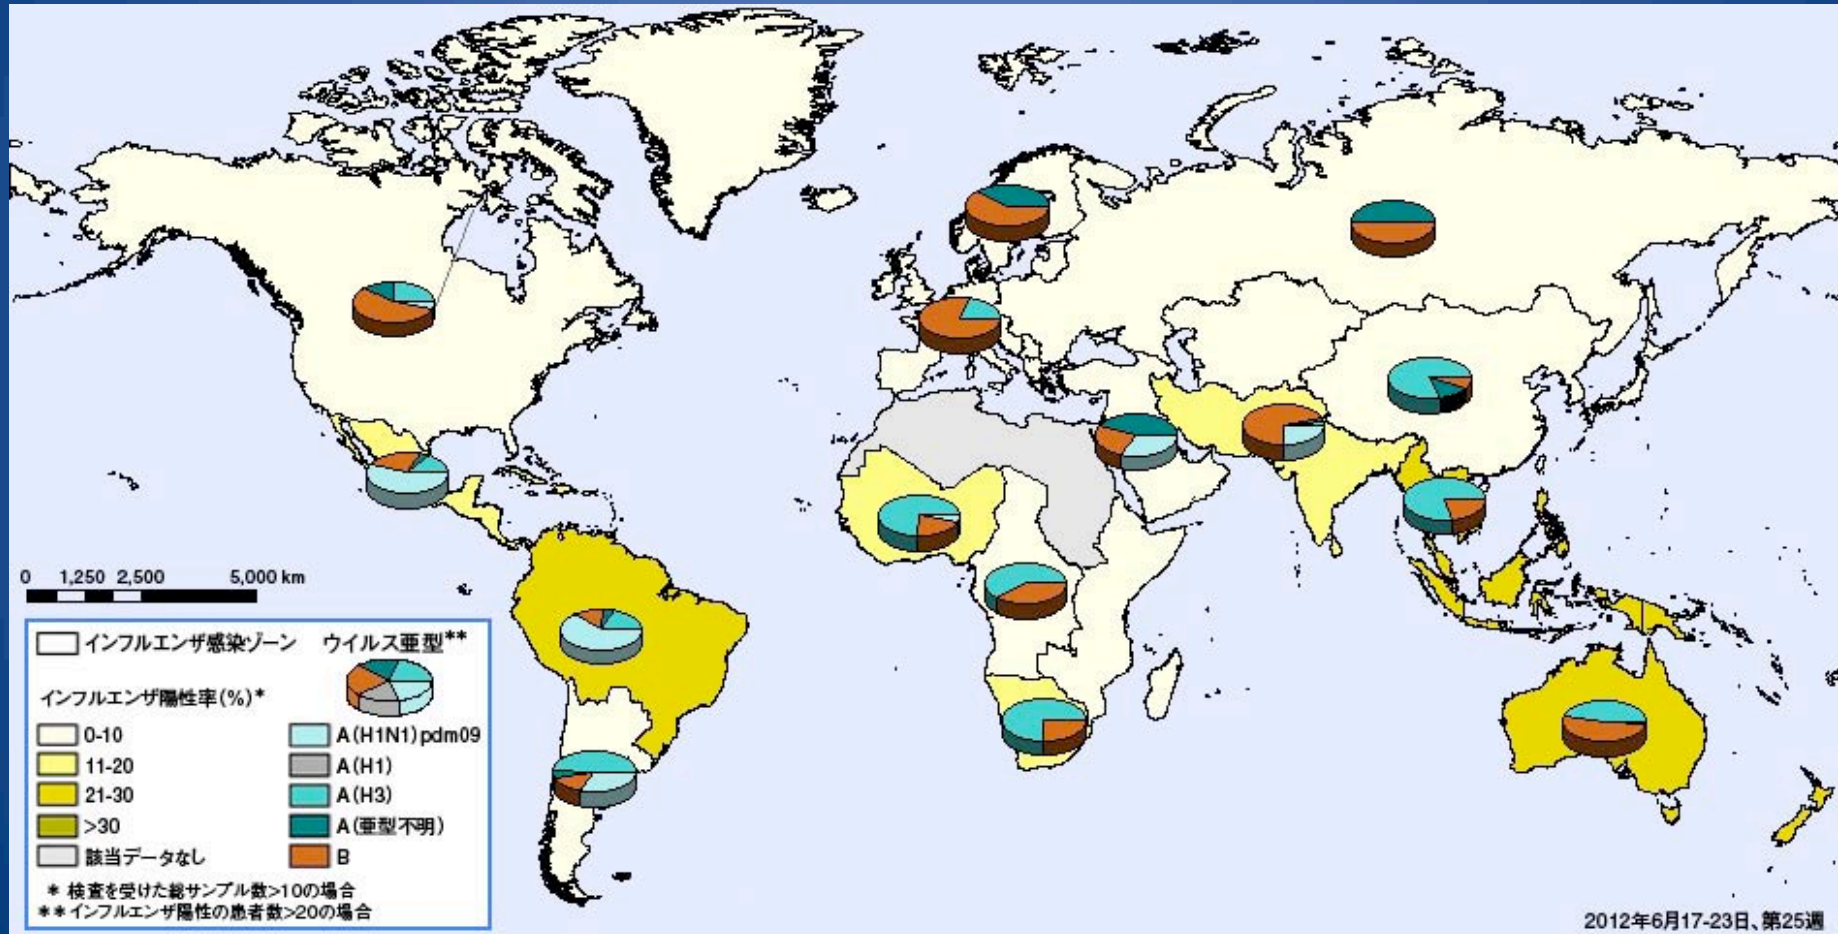 0 1,250 2,500 5,000 km
インフルエンザ感染ゾーン ウイルス亜型**
インフルエンザ陽性率(%)*
0-10 A(H1N1)pdm09
11-20 A(H1)
21-30 A(H3)
>30 A(亜型不明)
該当データなし B
* 検査を受けた総サンプル数>10の場合
**インフルエンザ陽性の患者数>20の場合
2012年6月17-23日、第25週